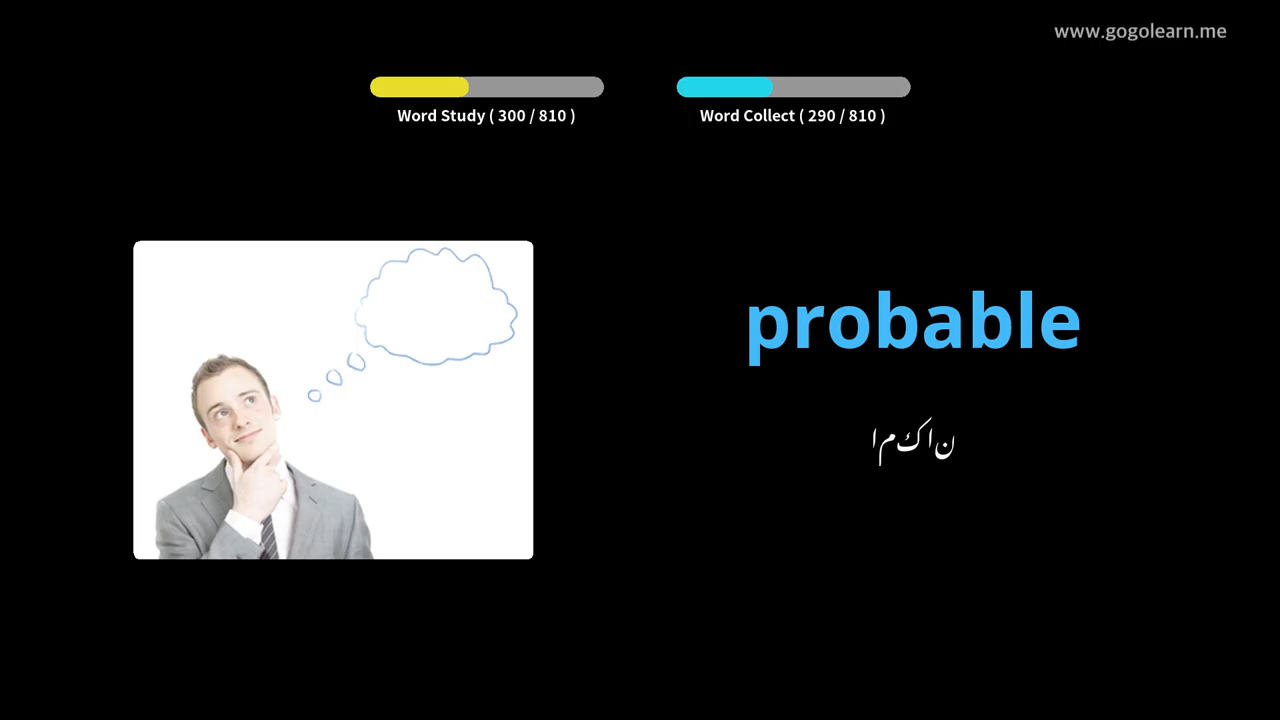 www.gogolearn.me
Word Study ( 300 / 810 )
Word Collect ( 290 / 810 )
probable
امکان